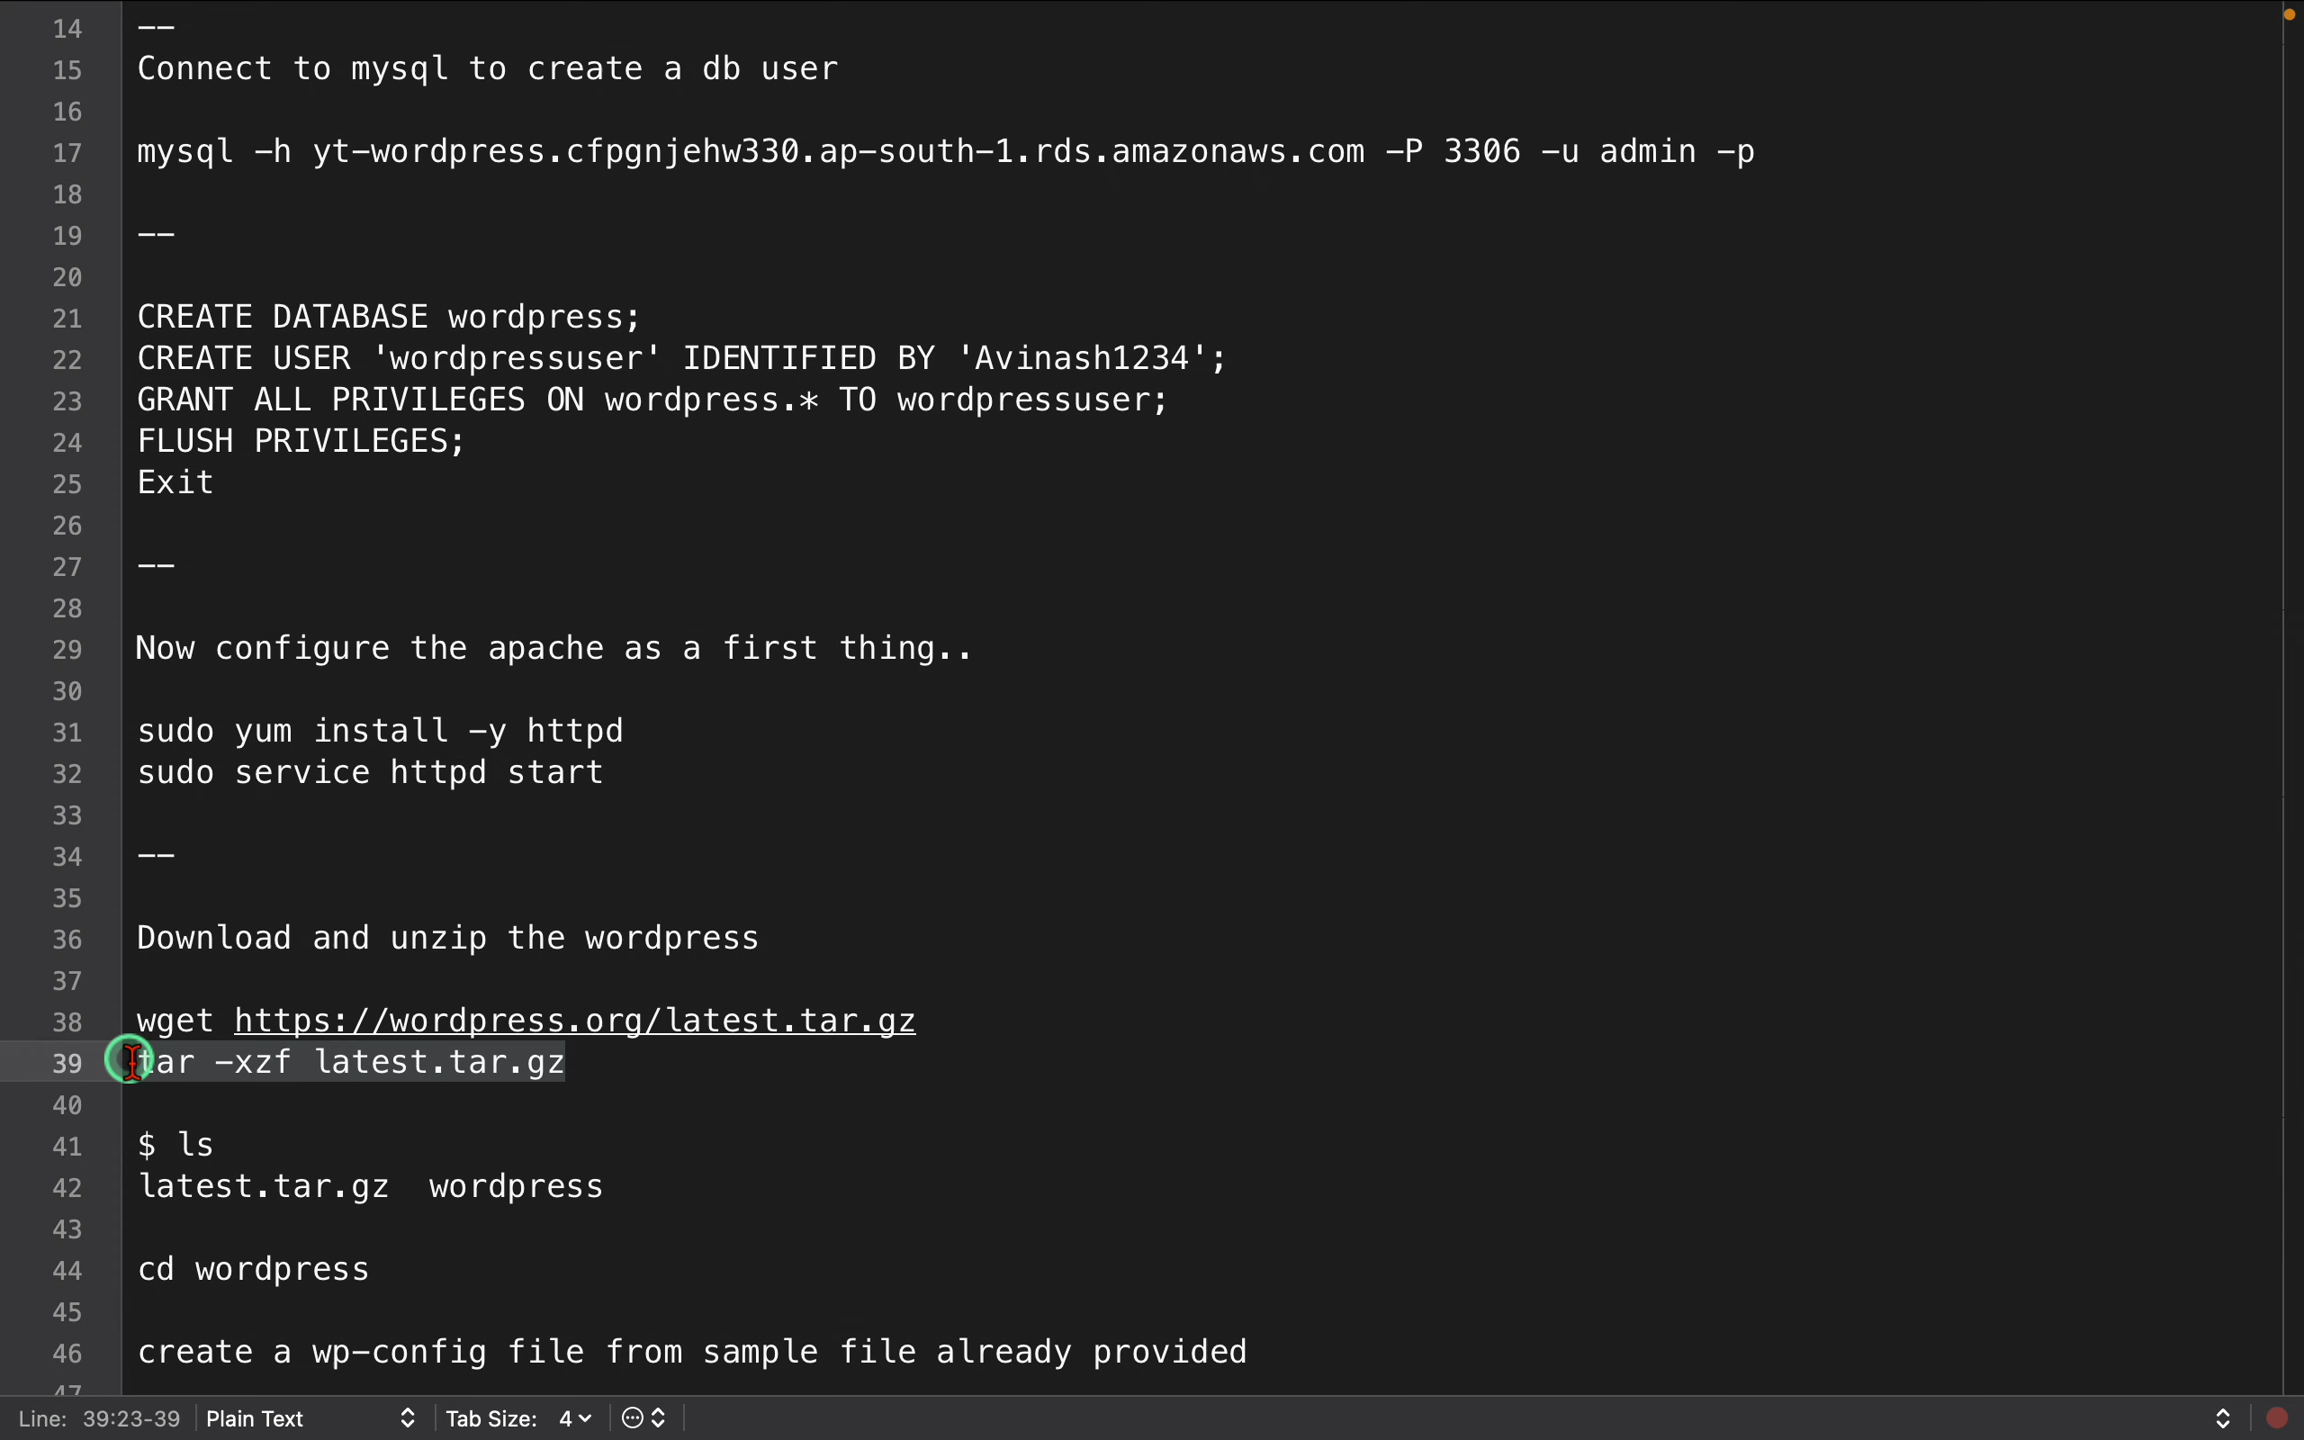 14 --
15 Connect to mysql to create a db user
16
17 mysql -h yt-wordpress.cfpgnjehw330.ap-south-1.rds.amazonaws.com -P 3306 -u admin -p
18
19 --
20
21 CREATE DATABASE wordpress;
22 CREATE USER 'wordpressuser' IDENTIFIED BY 'Avinash1234';
23 GRANT ALL PRIVILEGES ON wordpress.* TO wordpressuser;
24 FLUSH PRIVILEGES;
25 Exit
26
27 --
28
29 Now configure the apache as a first thing..
30
31 sudo yum install -y httpd
32 sudo service httpd start
33
34 --
35
36 Download and unzip the wordpress
37
38 wget https://wordpress.org/latest.tar.gz
39 tar -xzf latest.tar.gz
40
41 $ ls
42 latest.tar.gz  wordpress
43
44 cd wordpress
45
46 create a wp-config file from sample file already provided
47
Line: 39:23-39 Plain Text Tab Size: 4